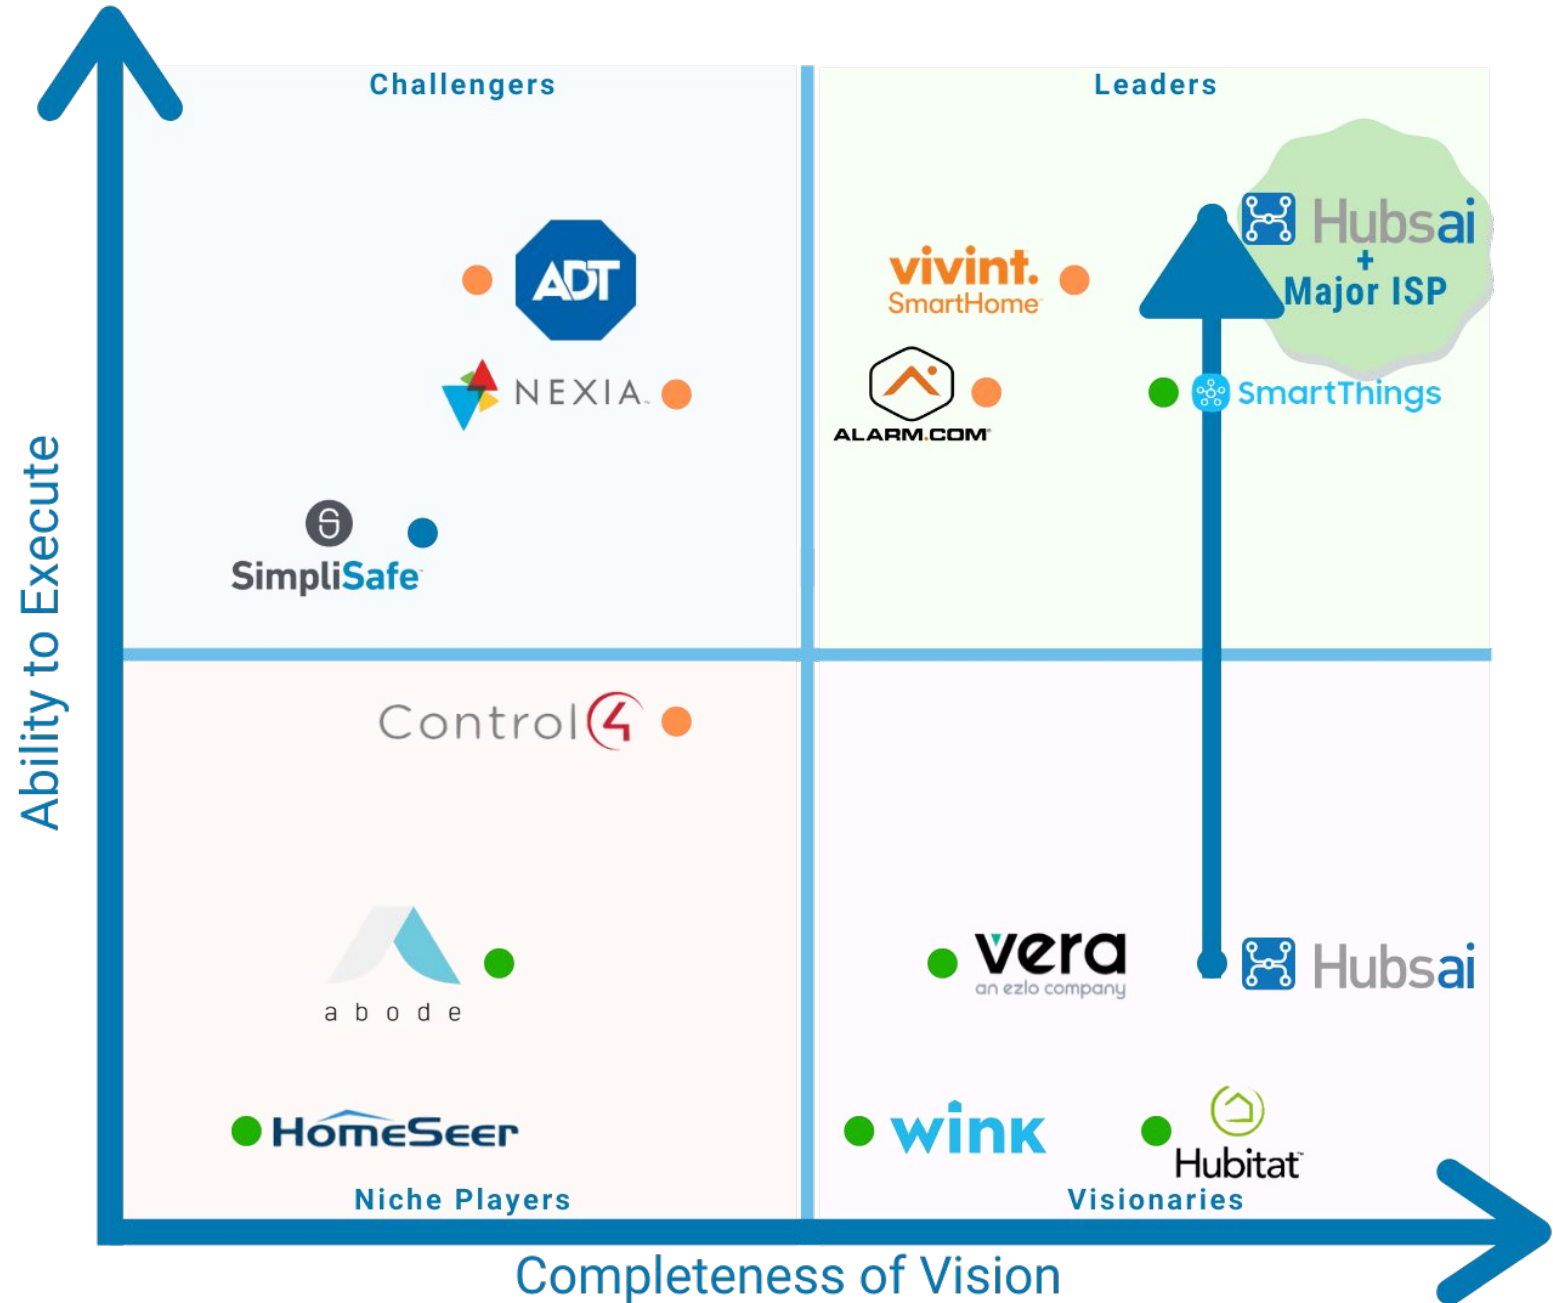 Challengers
Leaders
Hubsai
+
Major ISP
ADT
vivint.
SmartHome
NEXIA
ALARM.COM
SmartThings
SimpliSafe
Ability to Execute
Control4
vera
an ezlo company
Hubsai
abode
HomeSeer
wink
Hubitat
Niche Players
Visionaries
Completeness of Vision